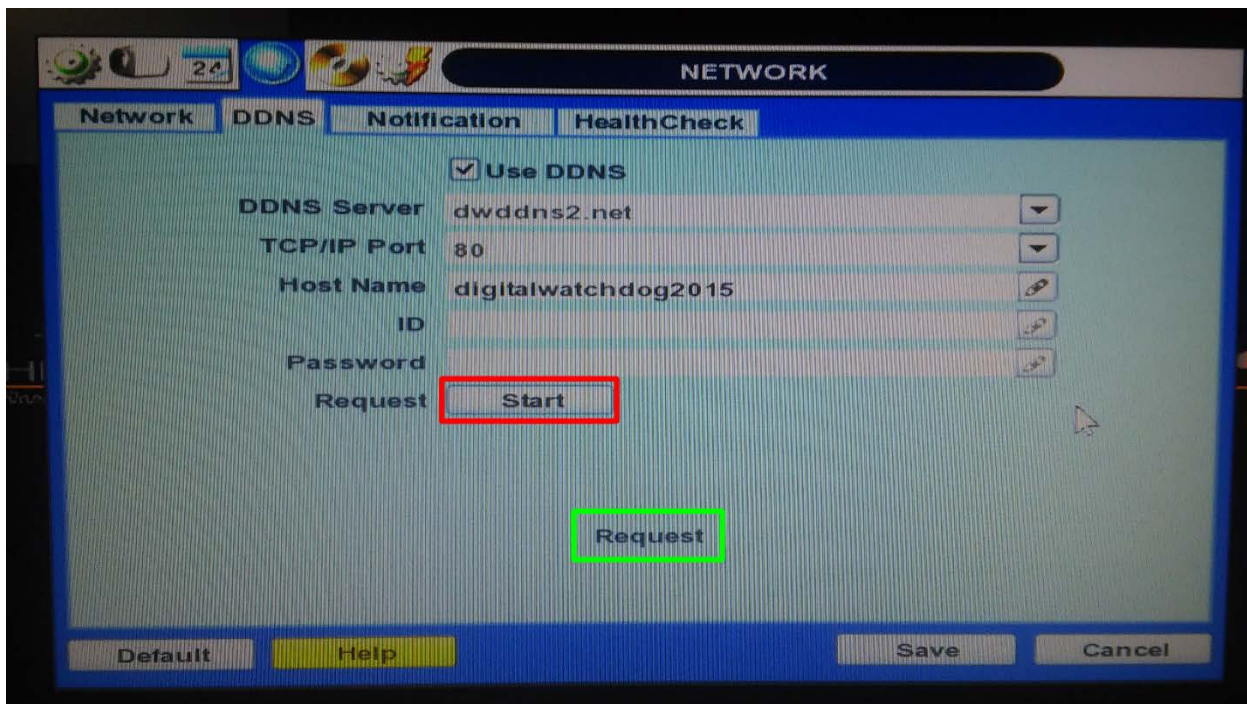 24 NETWORK
Network DDNS Notification HealthCheck
Use DDNS
DDNS Server dwddns2.net
TCP/IP Port 80
Host Name digitalwatchdog2015
ID
Password
Request Start
Request
Default Help Save Cancel